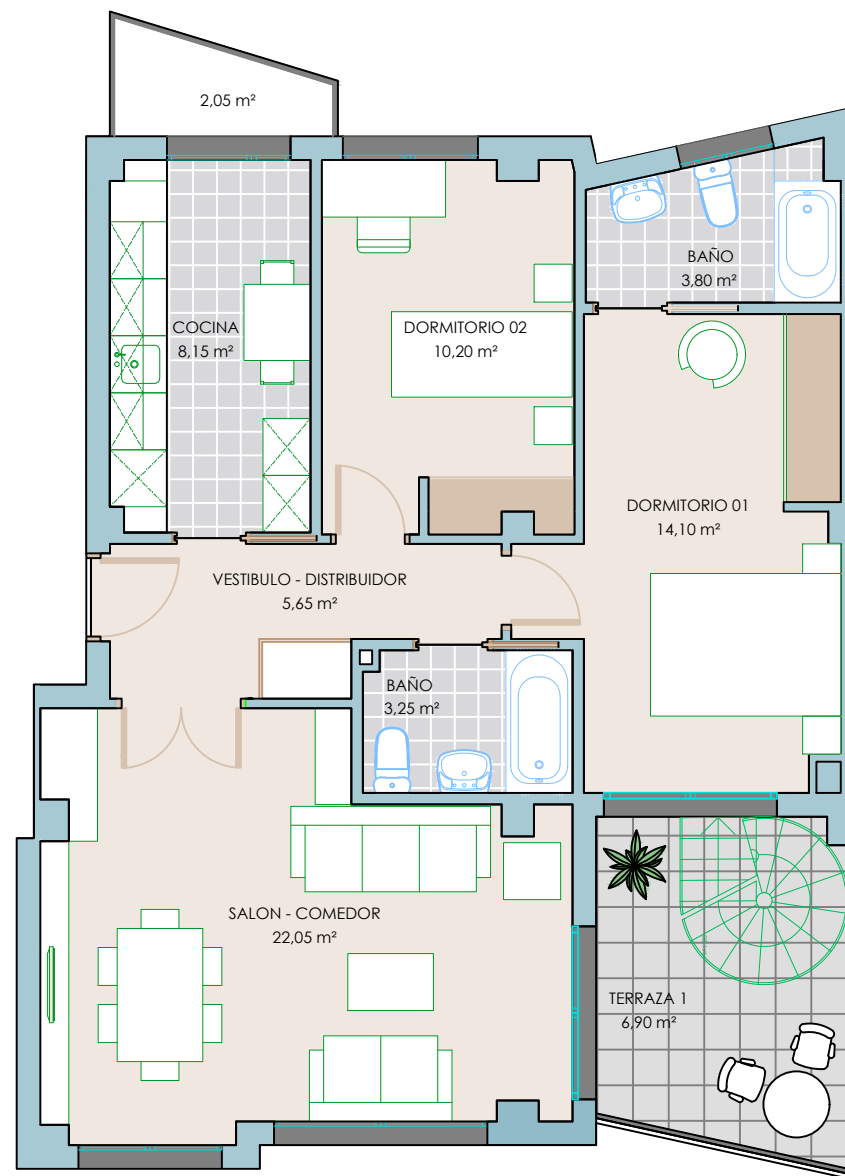 2,05 m²
BAÑO
3,80 m²
COCINA
8,15 m²
DORMITORIO 02
10,20 m²
DORMITORIO 01
14,10 m²
VESTIBULO - DISTRIBUIDOR
5,65 m²
BAÑO
3,25 m²
SALON - COMEDOR
22,05 m²
TERRAZA 1
6,90 m²